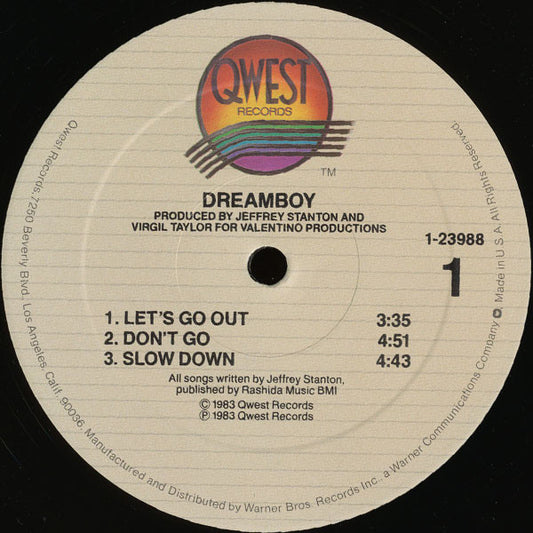 QWEST
RECORDS
TM
DREAMBOY
PRODUCED BY JEFFREY STANTON AND
VIRGIL TAYLOR FOR VALENTINO PRODUCTIONS
1-23988
1
1. LET'S GO OUT 3:35
2. DON'T GO 4:51
3. SLOW DOWN 4:43
All songs written by Jeffrey Stanton,
published by Rashida Music BMI
© 1983 Qwest Records
℗ 1983 Qwest Records
Qwest Records, 7250 Beverly Blvd. Los Angeles, Calif. 90036. Manufactured and Distributed by Warner Bros. Records Inc., a Warner Communications Company Made in U.S.A. All Rights Reserved.